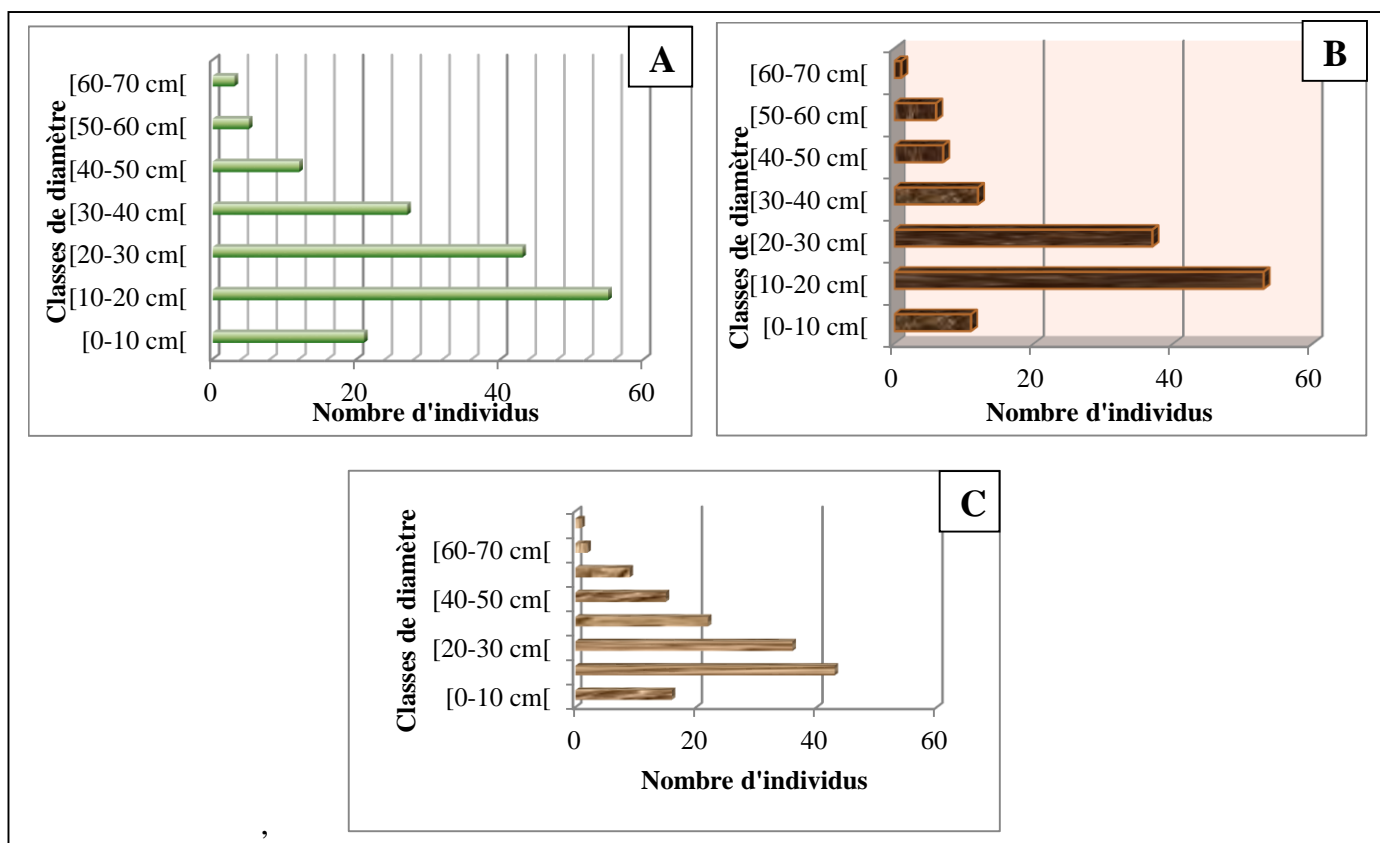 A
Classes de diamètre
[60-70 cm[
[50-60 cm[
[40-50 cm[
[30-40 cm[
[20-30 cm[
[10-20 cm[
[0-10 cm[
0 20 40 60
Nombre d'individus
B
Classes de diamètre
[60-70 cm[
[50-60 cm[
[40-50 cm[
[30-40 cm[
[20-30 cm[
[10-20 cm[
[0-10 cm[
0 20 40 60
Nombre d'individus
C
Classes de diamètre
[60-70 cm[
[40-50 cm[
[20-30 cm[
[0-10 cm[
0 20 40 60
Nombre d'individus
,